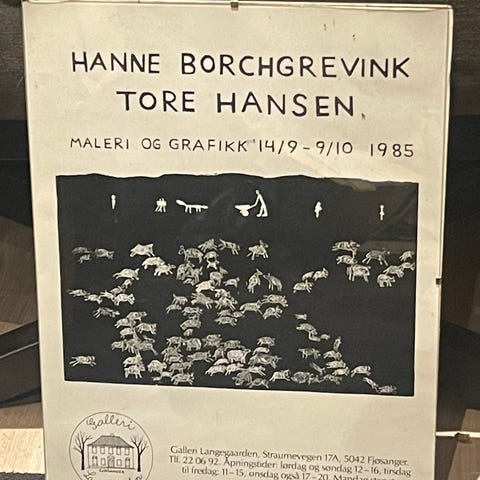 HANNE BORCHGREVINK
TORE HANSEN.
MALERI OG GRAFIKK 14/9 – 9/10 1985
Galleri
Galleri Langegaarden, Straumevegen 17A, 5042 Fjøsanger.
Tlf. 22 06 92. Åpningstider: lørdag og søndag 12–16, tirsdag
til fredag: 11–15, onsdag også 17–20. Mandag